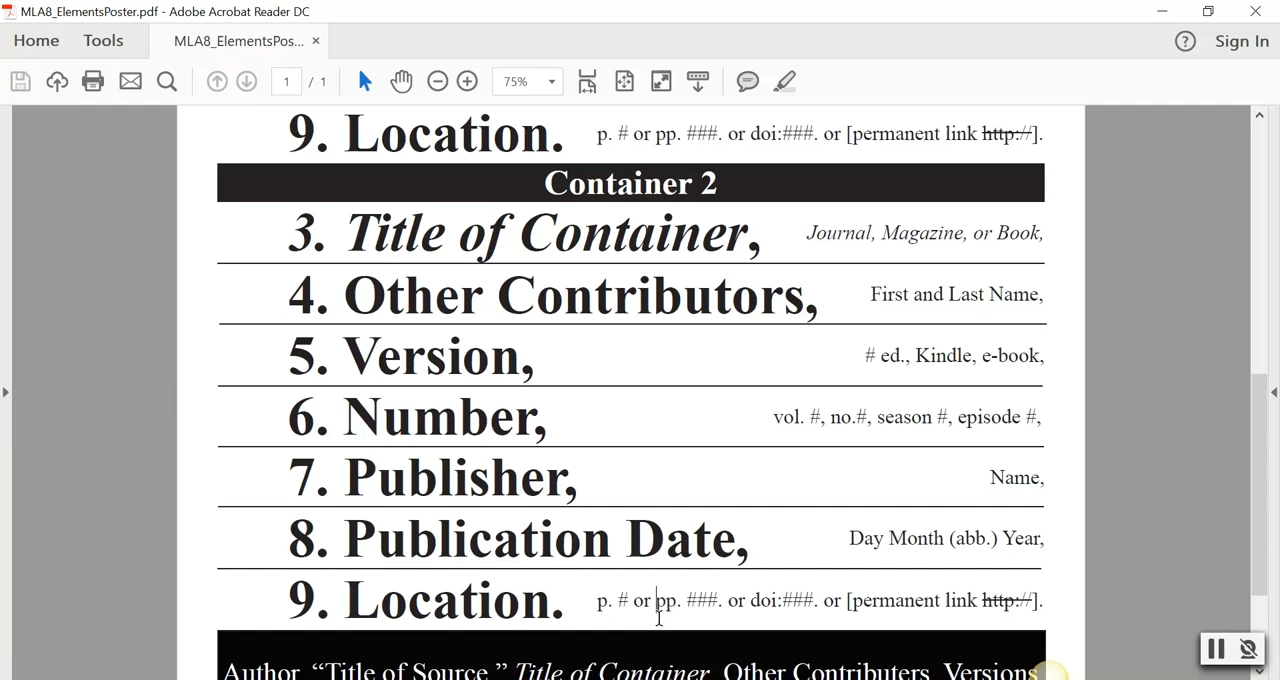 MLA8_ElementsPoster.pdf - Adobe Acrobat Reader DC
Home Tools MLA8_ElementsPos... × ? Sign In
1 / 1 75%
9. Location. p. # or pp. ###. or doi:###. or [permanent link http://].
Container 2
3. Title of Container, Journal, Magazine, or Book,
4. Other Contributors, First and Last Name,
5. Version, # ed., Kindle, e-book,
6. Number, vol. #, no.#, season #, episode #,
7. Publisher, Name,
8. Publication Date, Day Month (abb.) Year,
9. Location. p. # or pp. ###. or doi:###. or [permanent link http://].
Author. “Title of Source.” Title of Container, Other Contributers, Versions,